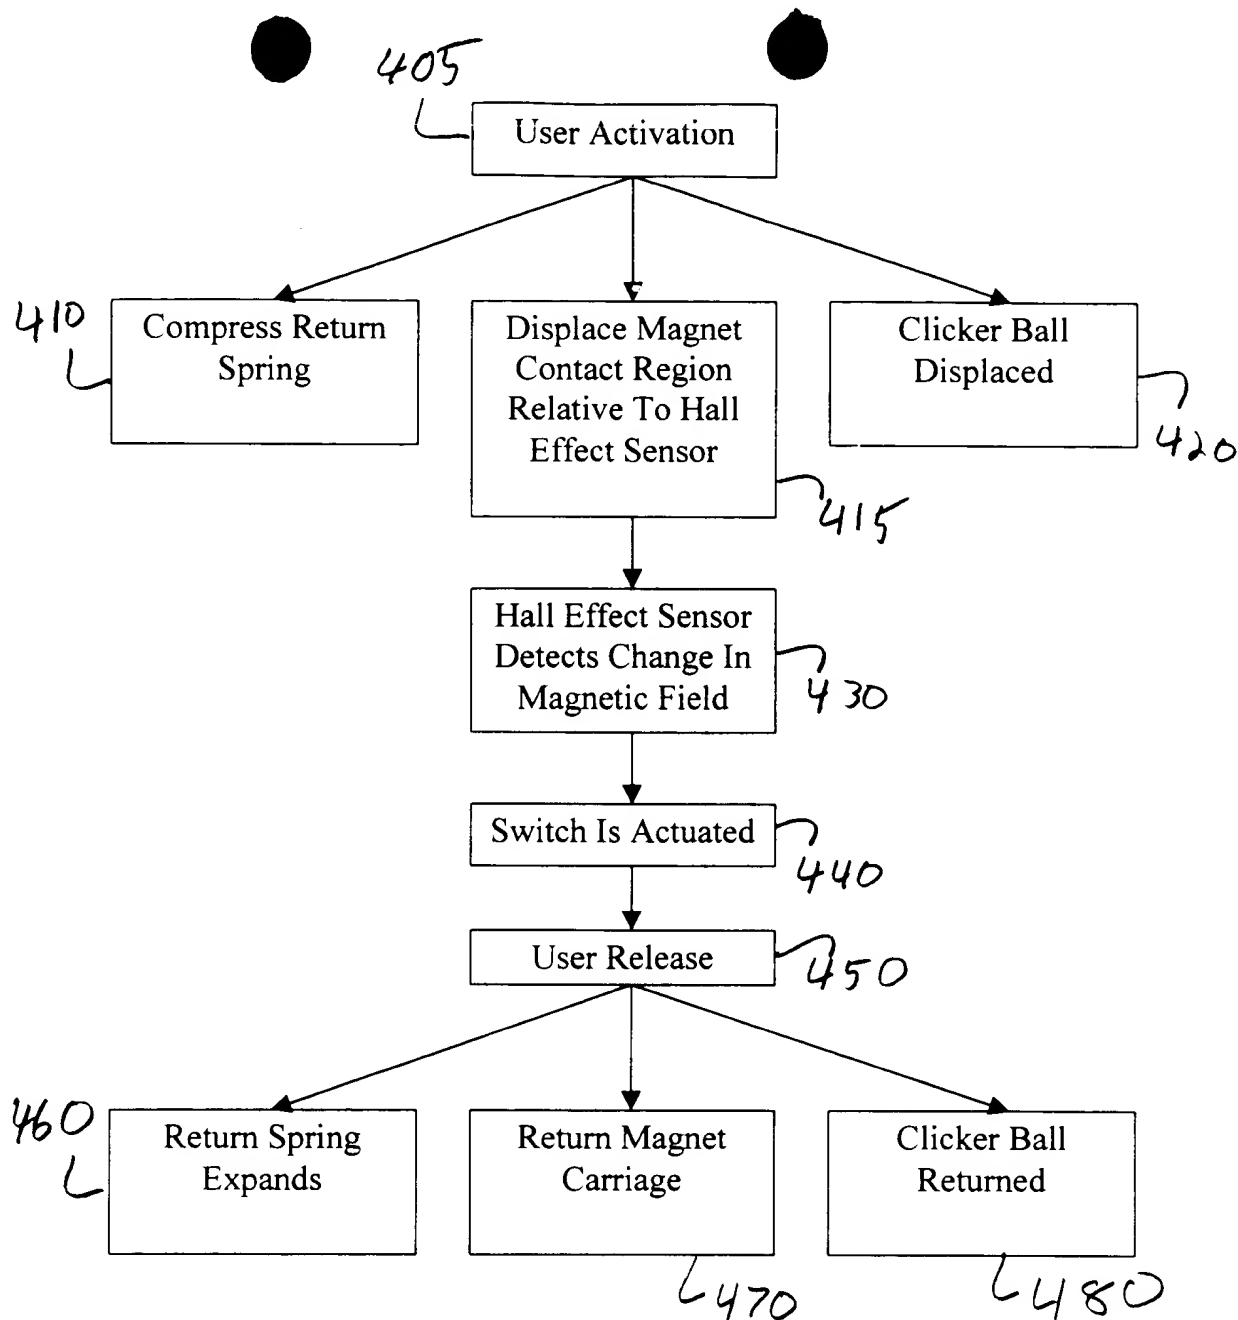 405
User Activation
410
Compress Return
Spring
Displace Magnet
Contact Region
Relative To Hall
Effect Sensor
Clicker Ball
Displaced
420
415
Hall Effect Sensor
Detects Change In
Magnetic Field
430
Switch Is Actuated
440
User Release
450
460
Return Spring
Expands
Return Magnet
Carriage
Clicker Ball
Returned
470
480